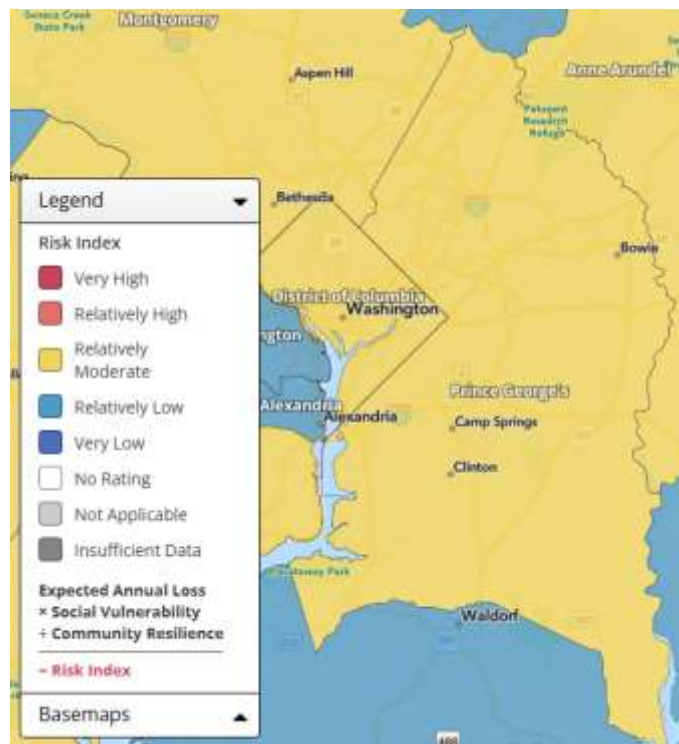 Seneca Creek
State Park
Montgomery
Aspen Hill
Anne Arundel
Patuxent
Research
Refuge
Legend
Bethesda
Risk Index
Very High
Relatively High
Relatively
Moderate
Relatively Low
Very Low
No Rating
Not Applicable
Insufficient Data
Expected Annual Loss
× Social Vulnerability
÷ Community Resilience
= Risk Index
Basemaps
Bowie
District of Columbia
Washington
ngton
Prince George's
Alexandria
Alexandria
Camp Springs
Clinton
Park
Waldorf